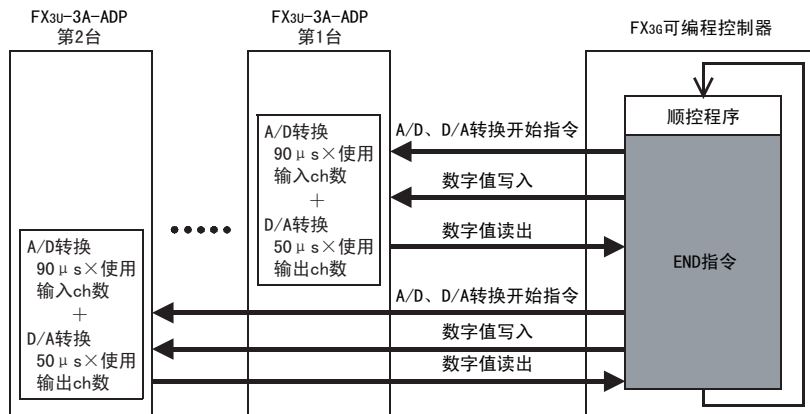 FX3U-3A-ADP
第2台
FX3U-3A-ADP
第1台
FX3G可编程控制器
顺控程序
A/D转换
90μs×使用
输入ch数
+
D/A转换
50μs×使用
输出ch数
A/D、D/A转换开始指令
数字值写入
数字值读出
END指令
A/D转换
90μs×使用
输入ch数
+
D/A转换
50μs×使用
输出ch数
A/D、D/A转换开始指令
数字值写入
数字值读出